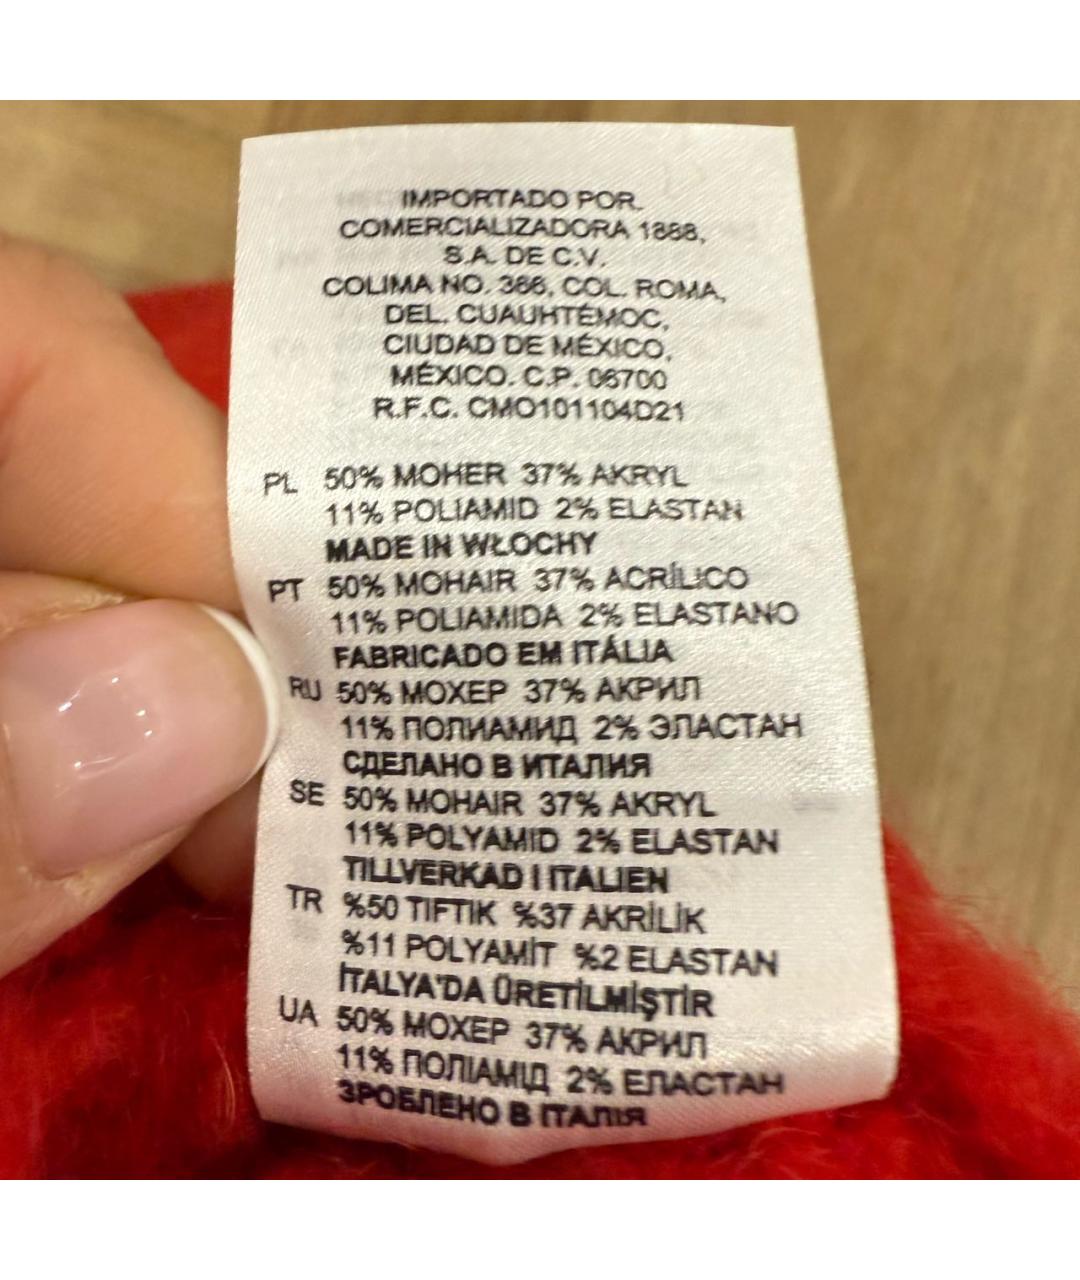 IMPORTADO POR.
COMERCIALIZADORA 1888,
S.A. DE C.V.
COLIMA NO. 386, COL. ROMA,
DEL. CUAUHTÉMOC,
CIUDAD DE MÉXICO,
MÉXICO. C.P. 06700
R.F.C. CMO101104D21
PL 50% MOHER 37% AKRYL
11% POLIAMID 2% ELASTAN
MADE IN WŁOCHY
PT 50% MOHAIR 37% ACRÍLICO
11% POLIAMIDA 2% ELASTANO
FABRICADO EM ITÁLIA
RU 50% МОХЕР 37% АКРИЛ
11% ПОЛИАМИД 2% ЭЛАСТАН
СДЕЛАНО В ИТАЛИЯ
SE 50% MOHAIR 37% AKRYL
11% POLYAMID 2% ELASTAN
TILLVERKAD I ITALIEN
TR %50 TIFTIK %37 AKRİLİK
%11 POLYAMİT %2 ELASTAN
İTALYA'DA ÜRETİLMİŞTİR
UA 50% МОХЕР 37% АКРИЛ
11% ПОЛІАМІД 2% ЕЛАСТАН
ЗРОБЛЕНО В ІТАЛІЯ